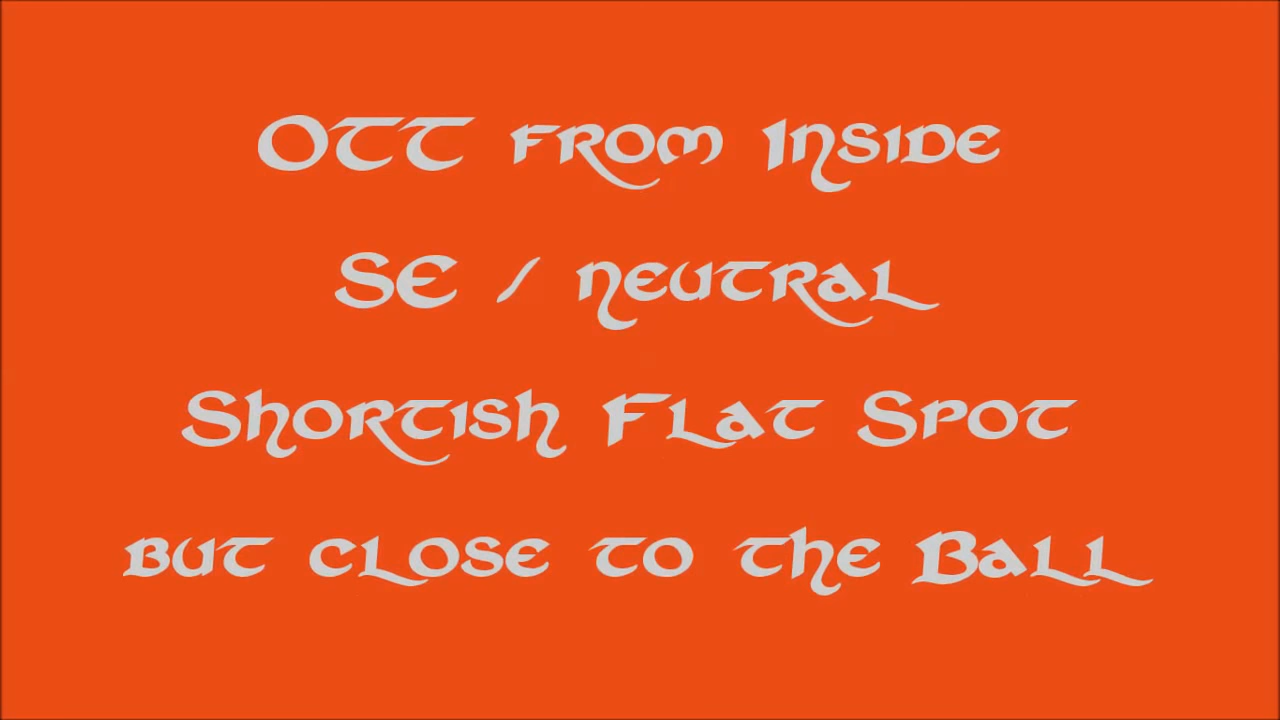 OTT from Inside
SE / neutral
Shortish Flat Spot
but close to the Ball